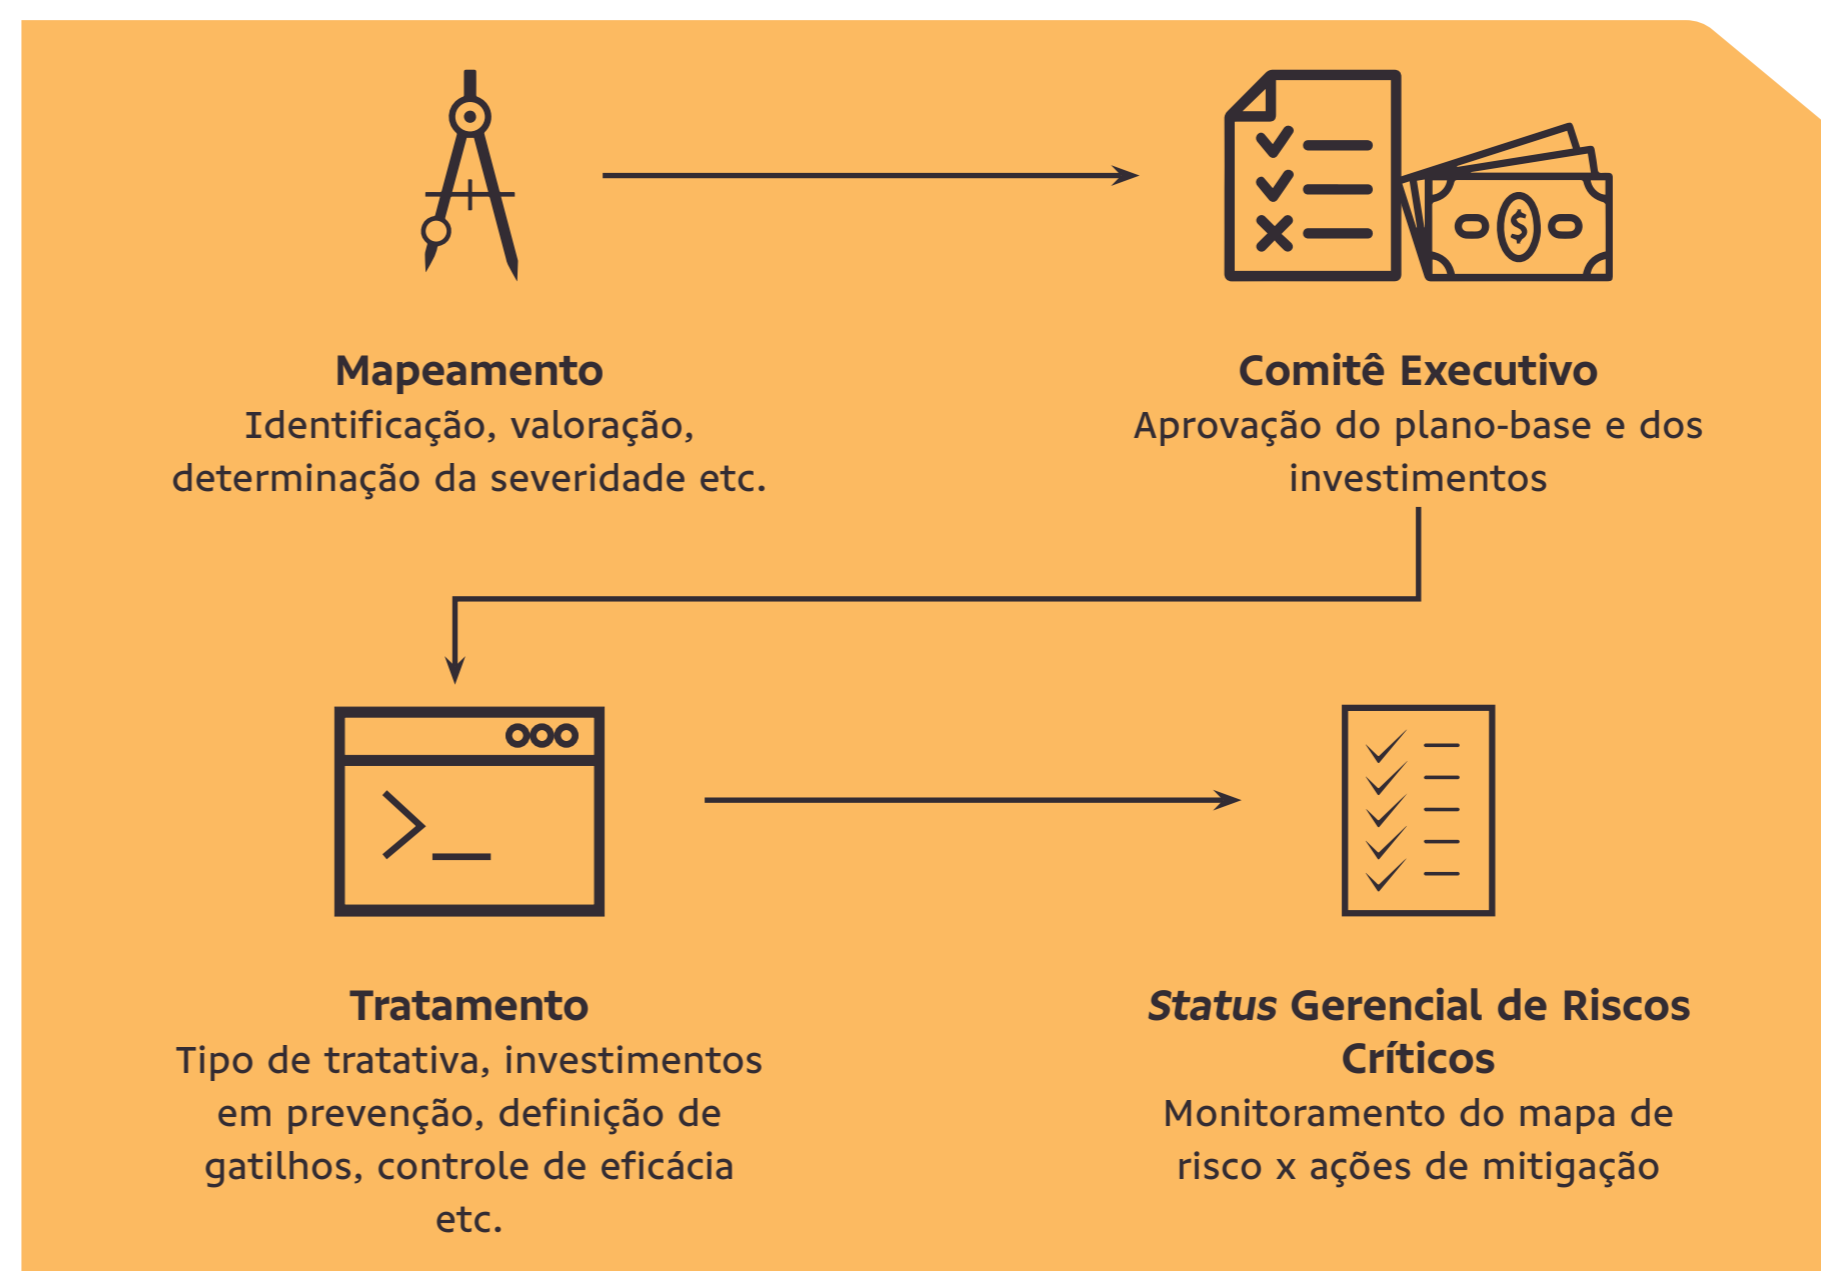 Mapeamento
Identificação, valoração,
determinação da severidade etc.
Comitê Executivo
Aprovação do plano-base e dos
investimentos
Tratamento
Tipo de tratativa, investimentos
em prevenção, definição de
gatilhos, controle de eficácia
etc.
Status Gerencial de Riscos
Críticos
Monitoramento do mapa de
risco x ações de mitigação